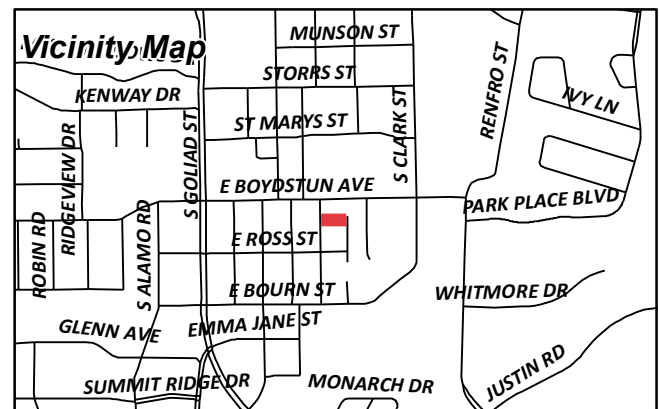 Vicinity Map
MUNSON ST
STORRS ST
KENWAY DR
ST MARYS ST
S CLARK ST
RENFRO ST
IVY LN
RIDGEVIEW DR
S GOLIAD ST
E BOYDSTUN AVE
PARK PLACE BLVD
ROBIN RD
S ALAMO RD
E ROSS ST
E BOURN ST
WHITMORE DR
GLENN AVE
EMMA JANE ST
SUMMIT RIDGE DR
MONARCH DR
JUSTIN RD